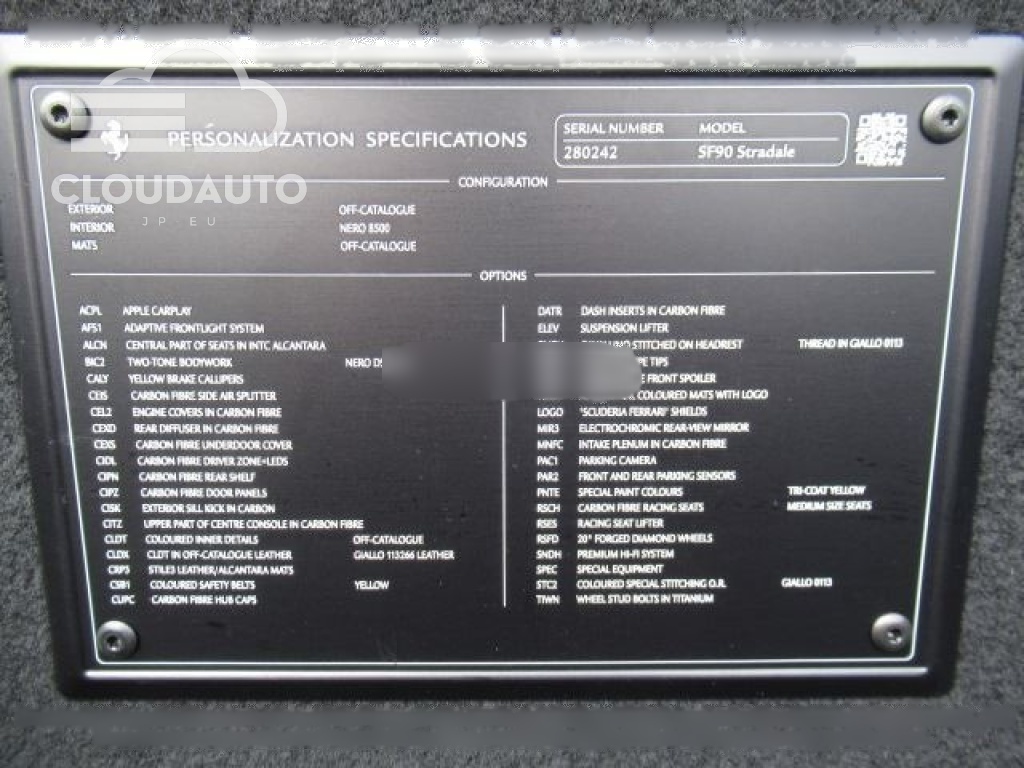 CLOUDAUTO
JP EU
PERSONALIZATION SPECIFICATIONS
SERIAL NUMBER MODEL
280242 SF90 Stradale
CONFIGURATION
EXTERIOR OFF-CATALOGUE
INTERIOR NERO 8500
MATS OFF-CATALOGUE
OPTIONS
ACPL APPLE CARPLAY
AFS1 ADAPTIVE FRONTLIGHT SYSTEM
ALCN CENTRAL PART OF SEATS IN INTC ALCANTARA
BIC2 TWO-TONE BODYWORK NERO
CALY YELLOW BRAKE CALLIPERS
CEIS CARBON FIBRE SIDE AIR SPLITTER
CEL2 ENGINE COVERS IN CARBON FIBRE
CEXD REAR DIFFUSER IN CARBON FIBRE
CEXS CARBON FIBRE UNDERDOOR COVER
CIDL CARBON FIBRE DRIVER ZONE+LEDS
CIPN CARBON FIBRE REAR SHELF
CIPZ CARBON FIBRE DOOR PANELS
CISK EXTERIOR SILL KICK IN CARBON
CITZ UPPER PART OF CENTRE CONSOLE IN CARBON FIBRE
CLDT COLOURED INNER DETAILS OFF-CATALOGUE
CLDX CLDT IN OFF-CATALOGUE LEATHER GIALLO 113266 LEATHER
CRP3 STILE3 LEATHER/ALCANTARA MATS
CSB1 COLOURED SAFETY BELTS YELLOW
CUPC CARBON FIBRE HUB CAPS
DATR DASH INSERTS IN CARBON FIBRE
ELEV SUSPENSION LIFTER
STITCHED ON HEADREST THREAD IN GIALLO 0113
TIPS
FRONT SPOILER
COLOURED MATS WITH LOGO
LOGO "SCUDERIA FERRARI" SHIELDS
MIR3 ELECTROCHROMIC REAR-VIEW MIRROR
MNFC INTAKE PLENUM IN CARBON FIBRE
PAC1 PARKING CAMERA
PAR2 FRONT AND REAR PARKING SENSORS
PNTE SPECIAL PAINT COLOURS TRI-COAT YELLOW
RSCH CARBON FIBRE RACING SEATS MEDIUM SIZE SEATS
RSES RACING SEAT LIFTER
RSFD 20" FORGED DIAMOND WHEELS
SNDH PREMIUM HI-FI SYSTEM
SPEC SPECIAL EQUIPMENT
STC2 COLOURED SPECIAL STITCHING O.R. GIALLO 0113
TIWN WHEEL STUD BOLTS IN TITANIUM